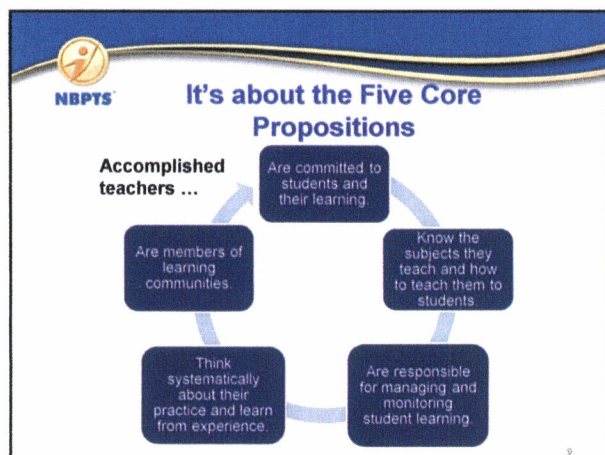 NBPTS
It's about the Five Core
Propositions
Accomplished
teachers ...
Are committed to
students and
their learning.
Know the
subjects they
teach and how
to teach them to
students.
Are responsible
for managing and
monitoring
student learning.
Think
systematically
about their
practice and learn
from experience.
Are members of
learning
communities.